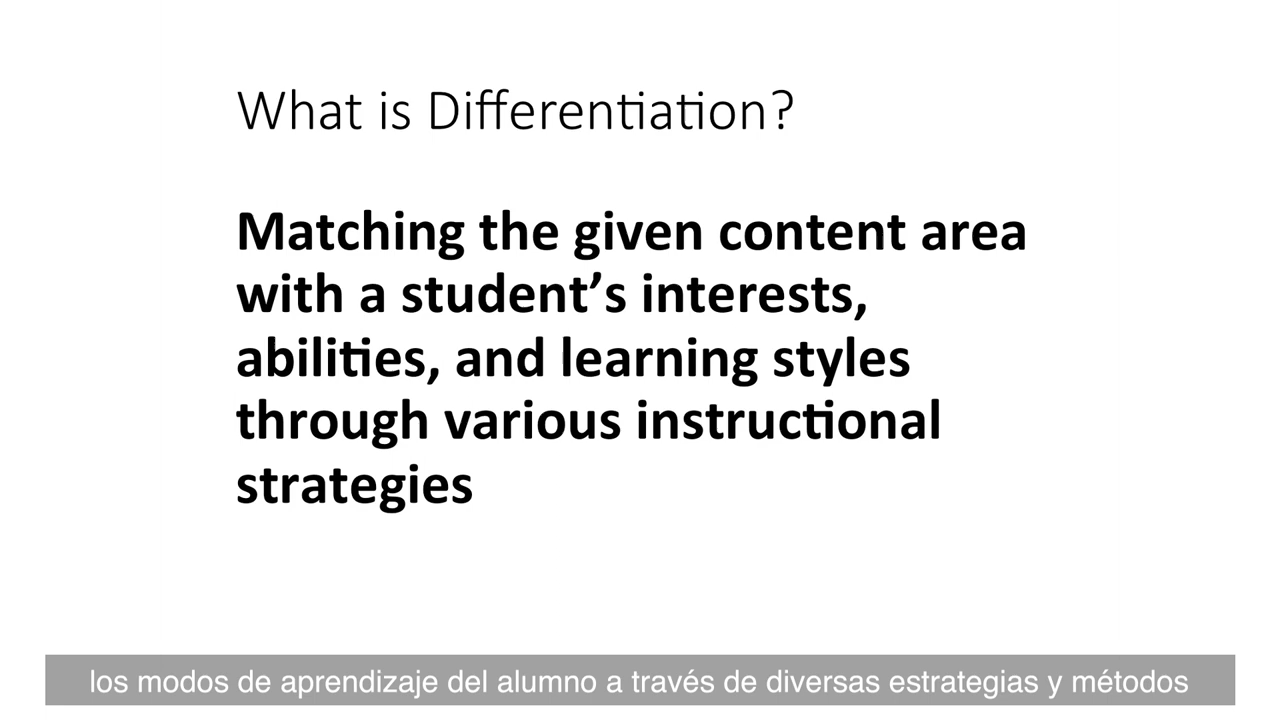 What is Differentiation?
Matching the given content area
with a student’s interests,
abilities, and learning styles
through various instructional
strategies
los modos de aprendizaje del alumno a través de diversas estrategias y métodos